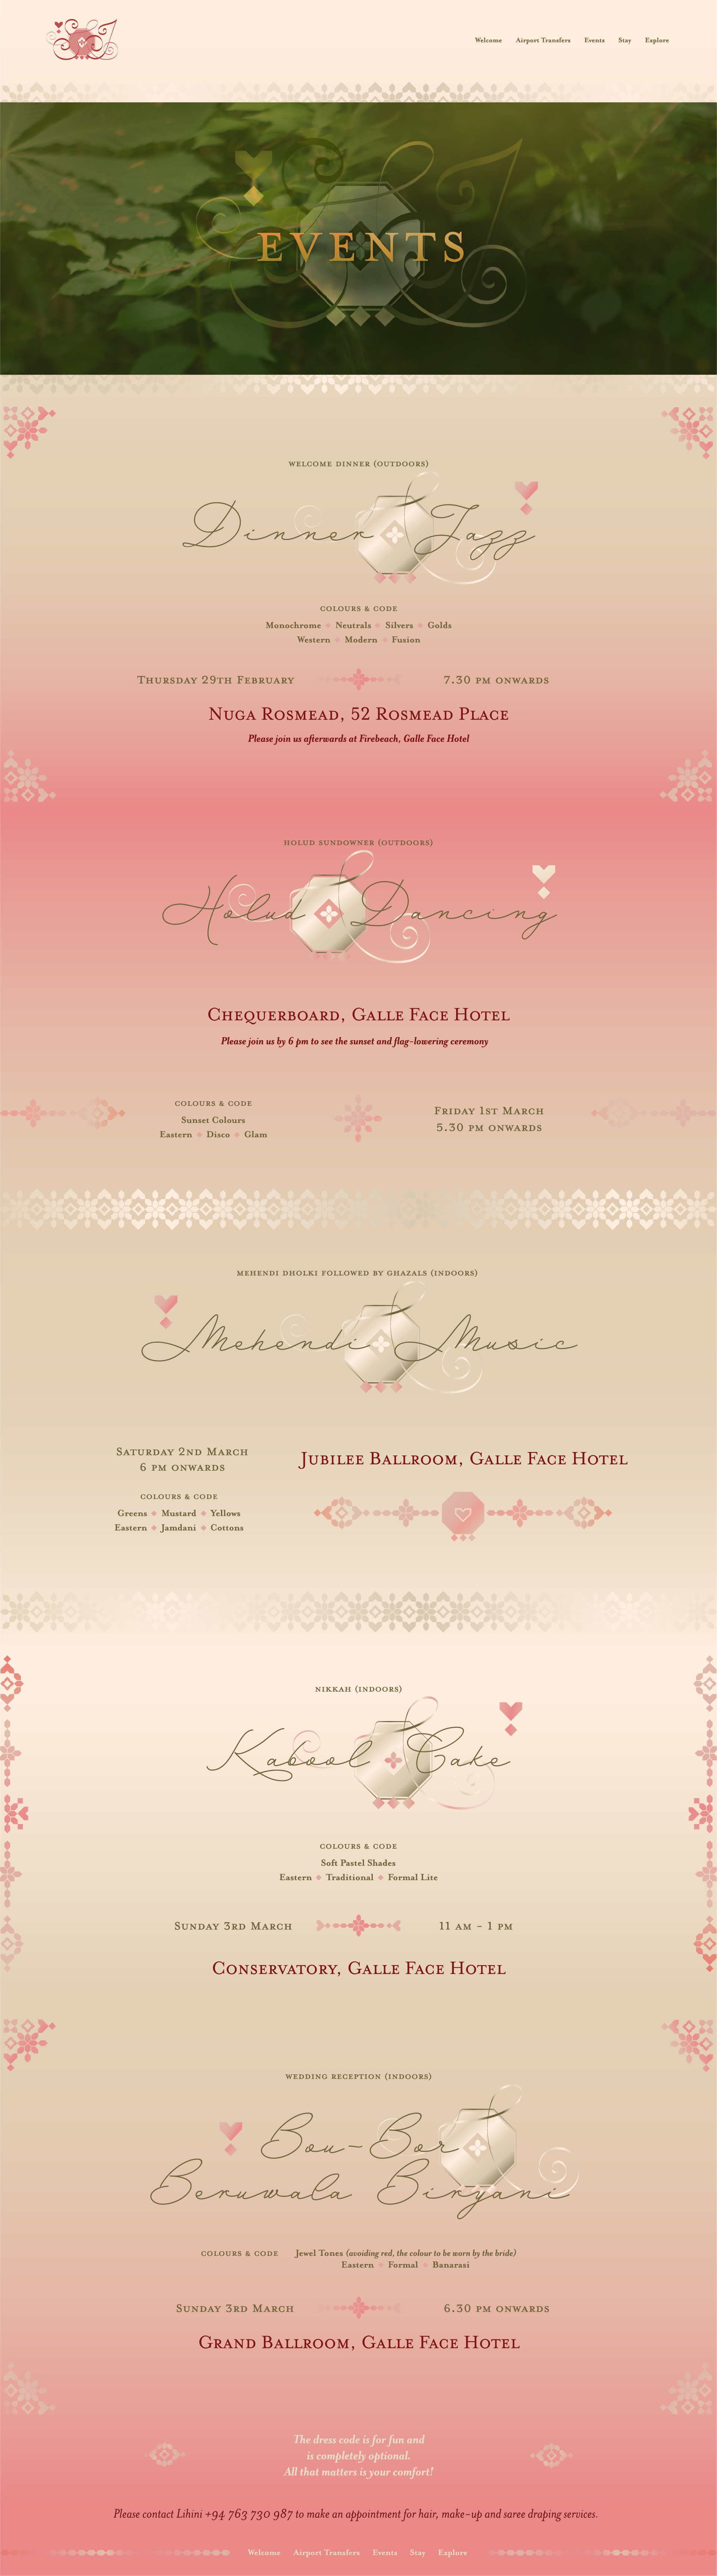 Welcome Airport Transfers Events Stay Explore
EVENTS
WELCOME DINNER (OUTDOORS)
Dinner & Jazz
COLOURS & CODE
Monochrome Neutrals Silvers Golds
Western Modern Fusion
THURSDAY 29TH FEBRUARY 7.30 PM ONWARDS
NUGA ROSMEAD, 52 ROSMEAD PLACE
Please join us afterwards at Firebeach, Galle Face Hotel
HOLUD SUNDOWNER (OUTDOORS)
Holud & Dancing
CHEQUERBOARD, GALLE FACE HOTEL
Please join us by 6 pm to see the sunset and flag-lowering ceremony
COLOURS & CODE
Sunset Colours
Eastern Disco Glam
FRIDAY 1ST MARCH
5.30 PM ONWARDS
MEHENDI DHOLKI FOLLOWED BY GHAZALS (INDOORS)
Mehendi & Music
SATURDAY 2ND MARCH
6 PM ONWARDS
COLOURS & CODE
Greens Mustard Yellows
Eastern Jamdani Cottons
JUBILEE BALLROOM, GALLE FACE HOTEL
NIKKAH (INDOORS)
Kabool & Cake
COLOURS & CODE
Soft Pastel Shades
Eastern Traditional Formal Lite
SUNDAY 3RD MARCH 11 AM - 1 PM
CONSERVATORY, GALLE FACE HOTEL
WEDDING RECEPTION (INDOORS)
Bou-Bor &
Beruwala Biryani
COLOURS & CODE Jewel Tones (avoiding red, the colour to be worn by the bride)
Eastern Formal Banarasi
SUNDAY 3RD MARCH 6.30 PM ONWARDS
GRAND BALLROOM, GALLE FACE HOTEL
The dress code is for fun and
is completely optional.
All that matters is your comfort!
Please contact Lihini +94 763 730 987 to make an appointment for hair, make-up and saree draping services.
Welcome Airport Transfers Events Stay Explore